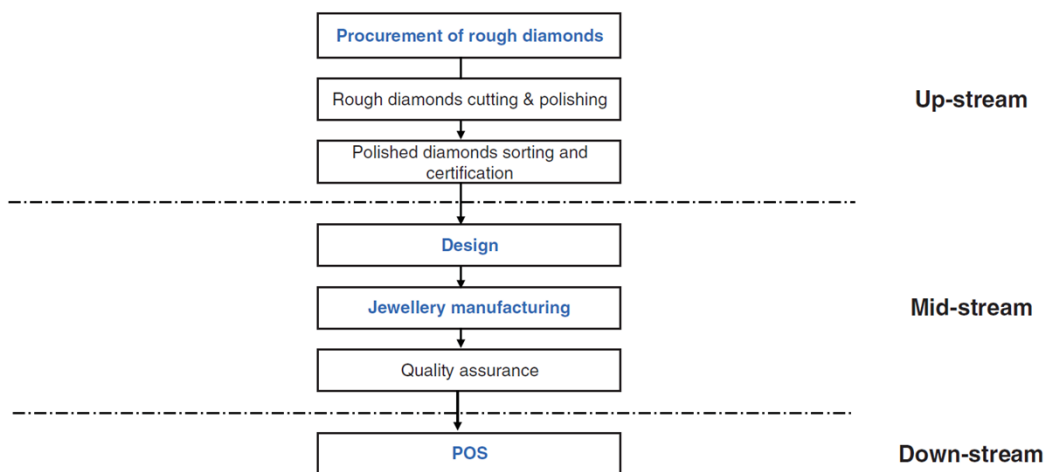 Procurement of rough diamonds
Rough diamonds cutting & polishing
Up-stream
Polished diamonds sorting and
certification
Design
Jewellery manufacturing
Mid-stream
Quality assurance
POS
Down-stream